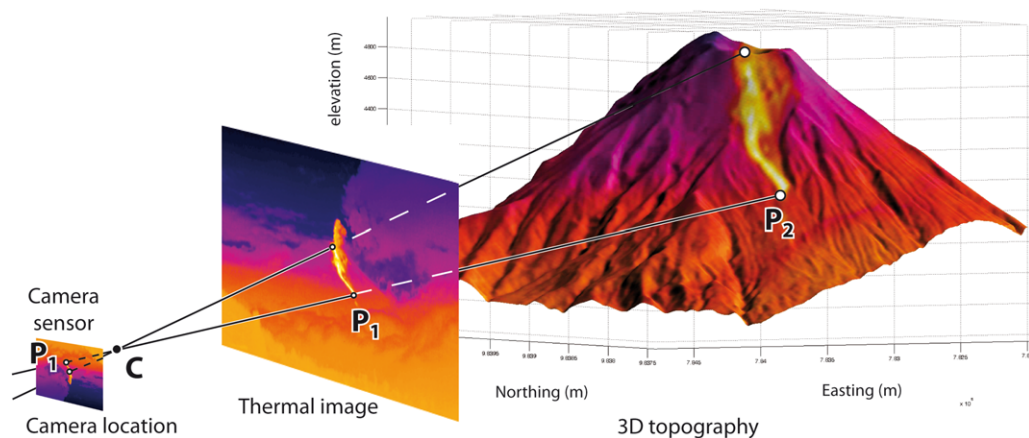 4800
4600
4400
elevation (m)
P2
P1
Camera
sensor
P1
C
Northing (m)
Easting (m)
Camera location
Thermal image
3D topography